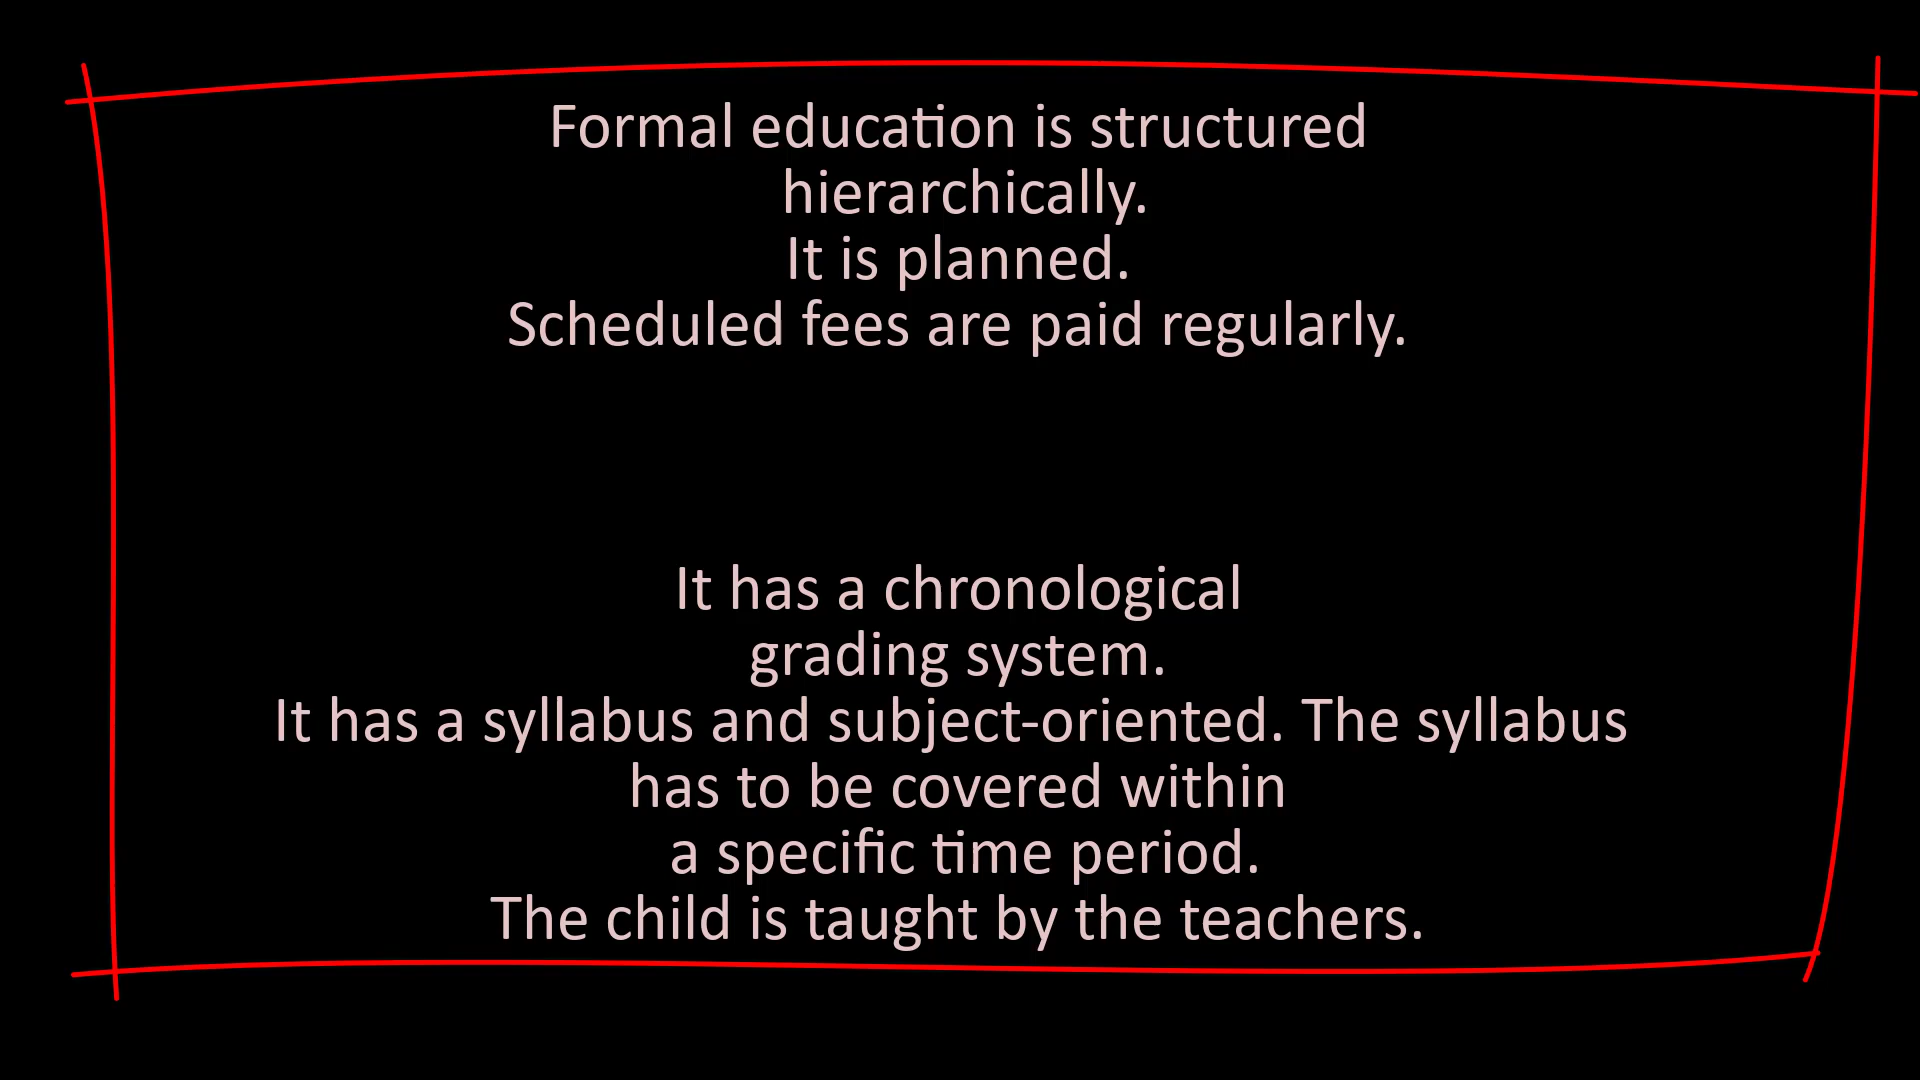 Formal education is structured
hierarchically.
It is planned.
Scheduled fees are paid regularly.
It has a chronological
grading system.
It has a syllabus and subject-oriented. The syllabus
has to be covered within
a specific time period.
The child is taught by the teachers.